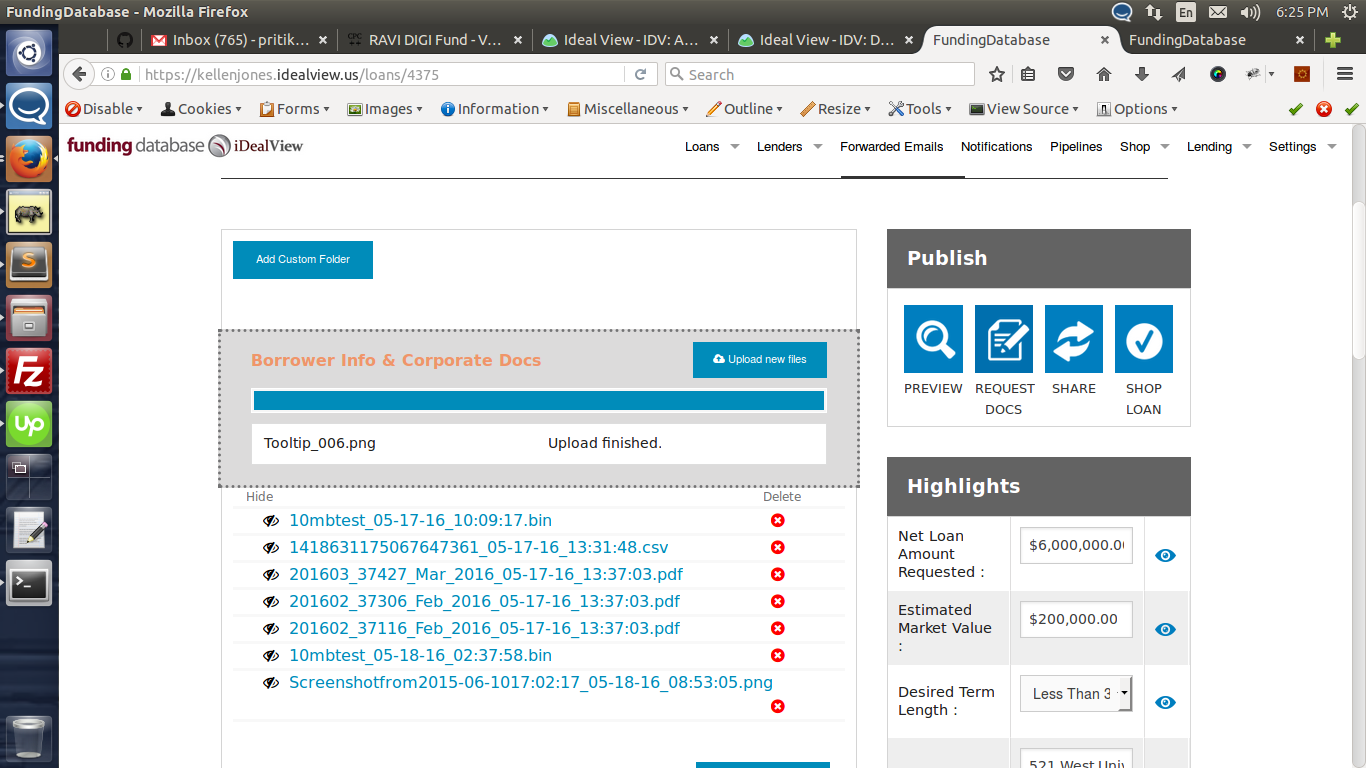 FundingDatabase - Mozilla Firefox
En
6:25 PM
Inbox (765) - pritik...
RAVI DIGI Fund - V...
Ideal View - IDV: A...
Ideal View - IDV: D...
FundingDatabase
FundingDatabase
https://kellenjones.idealview.us/loans/4375
Search
Disable
Cookies
Forms
Images
Information
Miscellaneous
Outline
Resize
Tools
View Source
Options
funding database iDealView
Loans
Lenders
Forwarded Emails
Notifications
Pipelines
Shop
Lending
Settings
Add Custom Folder
Borrower Info & Corporate Docs
Upload new files
Tooltip_006.png
Upload finished.
Hide
Delete
10mbtest_05-17-16_10:09:17.bin
1418631175067647361_05-17-16_13:31:48.csv
201603_37427_Mar_2016_05-17-16_13:37:03.pdf
201602_37306_Feb_2016_05-17-16_13:37:03.pdf
201602_37116_Feb_2016_05-17-16_13:37:03.pdf
10mbtest_05-18-16_02:37:58.bin
Screenshotfrom2015-06-1017:02:17_05-18-16_08:53:05.png
Publish
PREVIEW
REQUEST
DOCS
SHARE
SHOP
LOAN
Highlights
Net Loan
Amount
Requested :
$6,000,000.0
Estimated
Market Value
:
$200,000.00
Desired Term
Length :
Less Than 3
521 West Univ